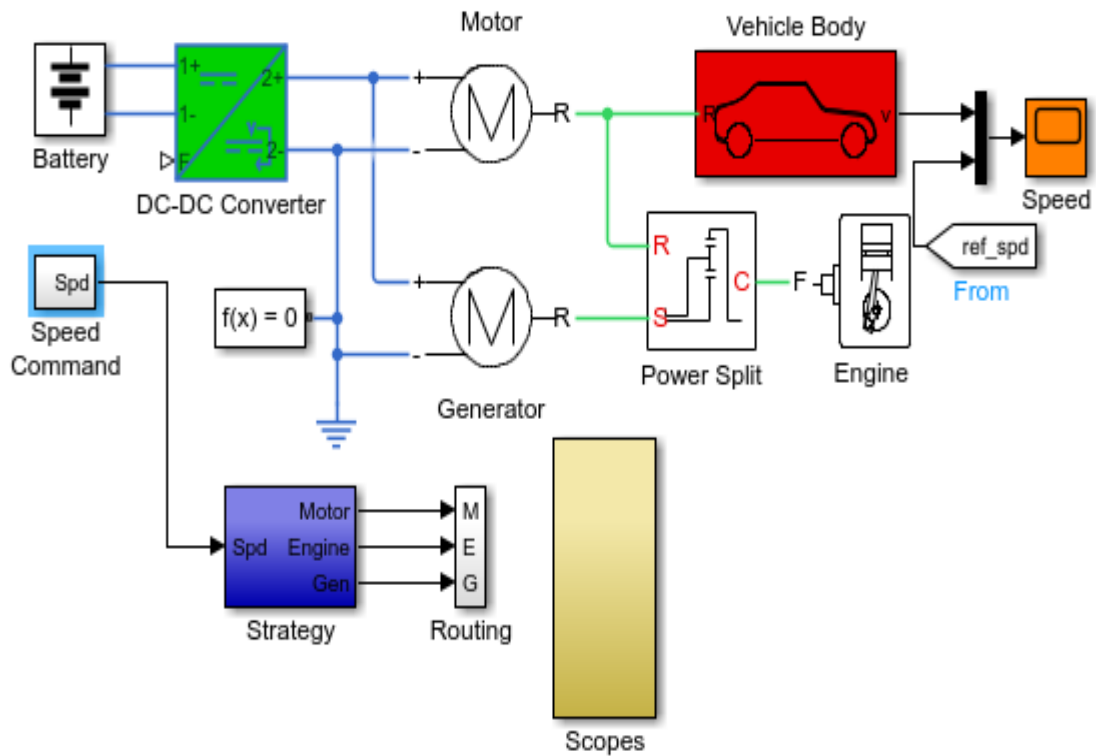 Motor
Vehicle Body
Battery
1+
1-
F
2+
2-
V
DC-DC Converter
+
-
M
R
R
v
Speed
ref_spd
From
Spd
Speed
Command
f(x) = 0
+
-
M
R
Generator
R
S
C
Power Split
F
Engine
Spd
Motor
Engine
Gen
Strategy
M
E
G
Routing
Scopes